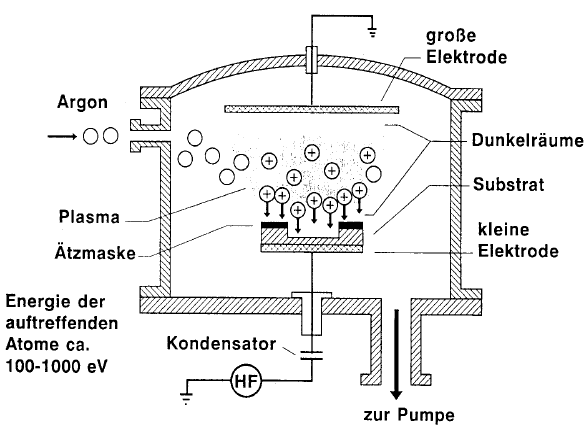 große
Elektrode
Argon
Dunkelräume
Substrat
Plasma
kleine
Elektrode
Ätzmaske
Energie der
auftreffenden
Atome ca.
100-1000 eV
Kondensator
HF
zur Pumpe